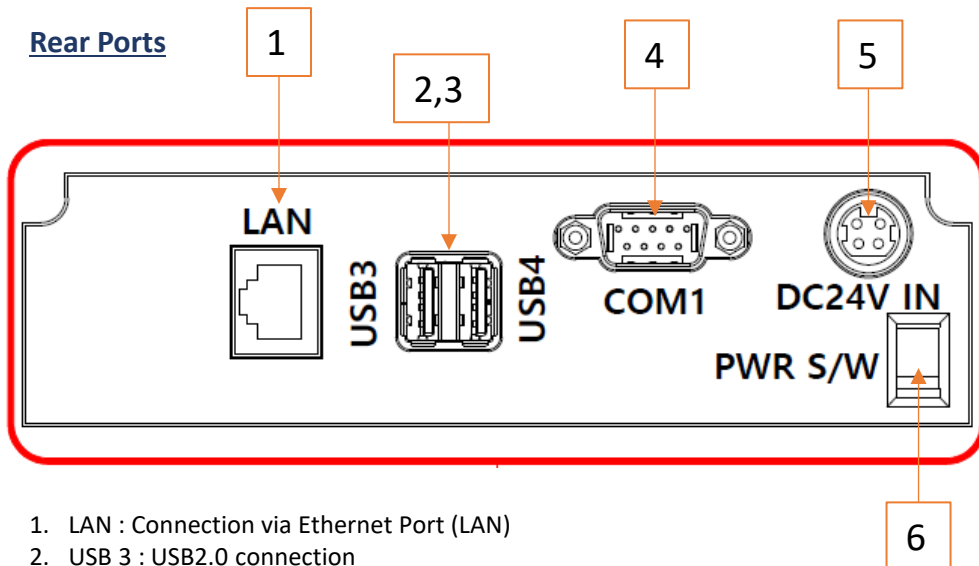 Rear Ports
1
2,3
4
5
LAN
USB3
USB4
COM1
DC24V IN
PWR S/W
6
1. LAN : Connection via Ethernet Port (LAN)
2. USB 3 : USB2.0 connection